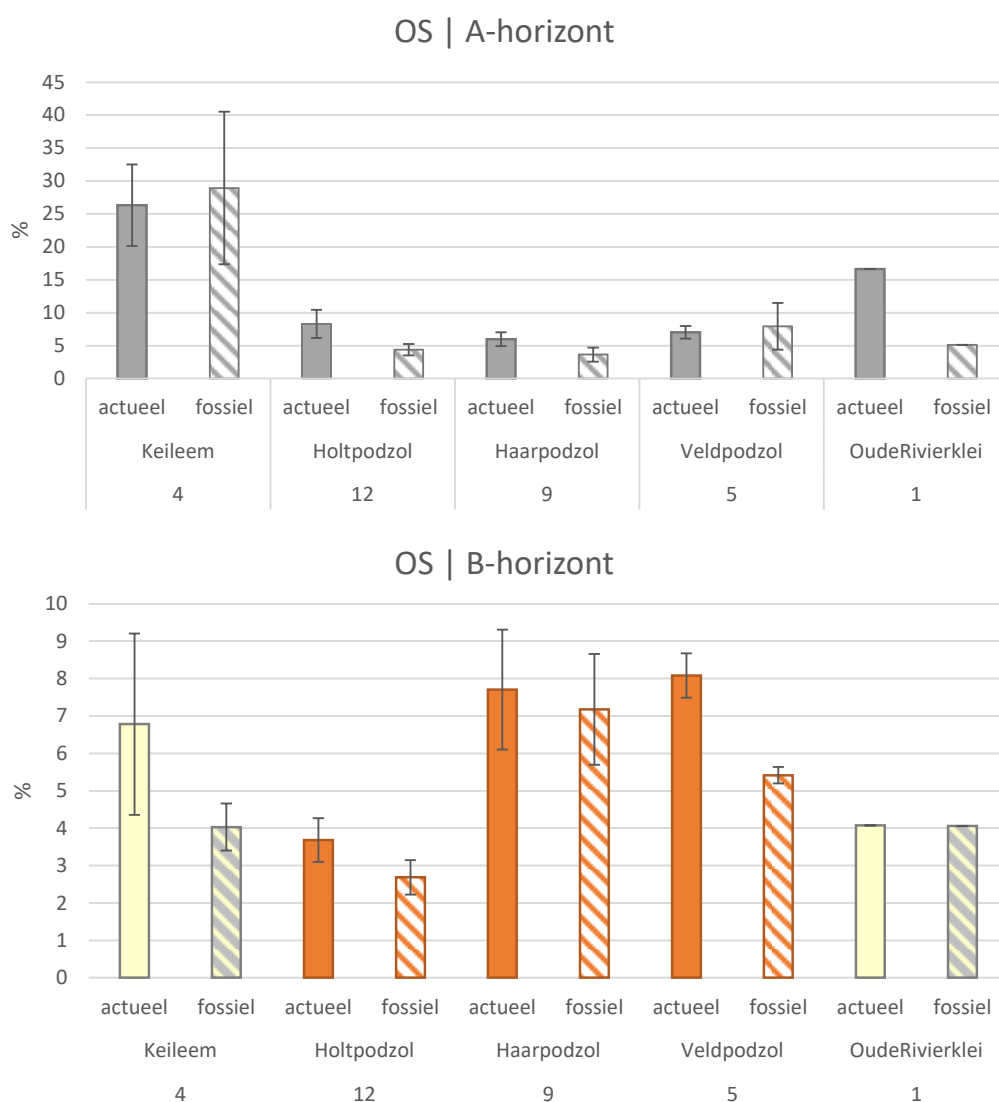 OS | A-horizont
45
40
35
30
25
20
15
10
5
0
%
actueel fossiel actueel fossiel actueel fossiel actueel fossiel actueel fossiel
Keileem Holtpodzol Haarpodzol Veldpodzol OudeRivierklei
4 12 9 5 1
OS | B-horizont
10
9
8
7
6
5
4
3
2
1
0
%
actueel fossiel actueel fossiel actueel fossiel actueel fossiel actueel fossiel
Keileem Holtpodzol Haarpodzol Veldpodzol OudeRivierklei
4 12 9 5 1